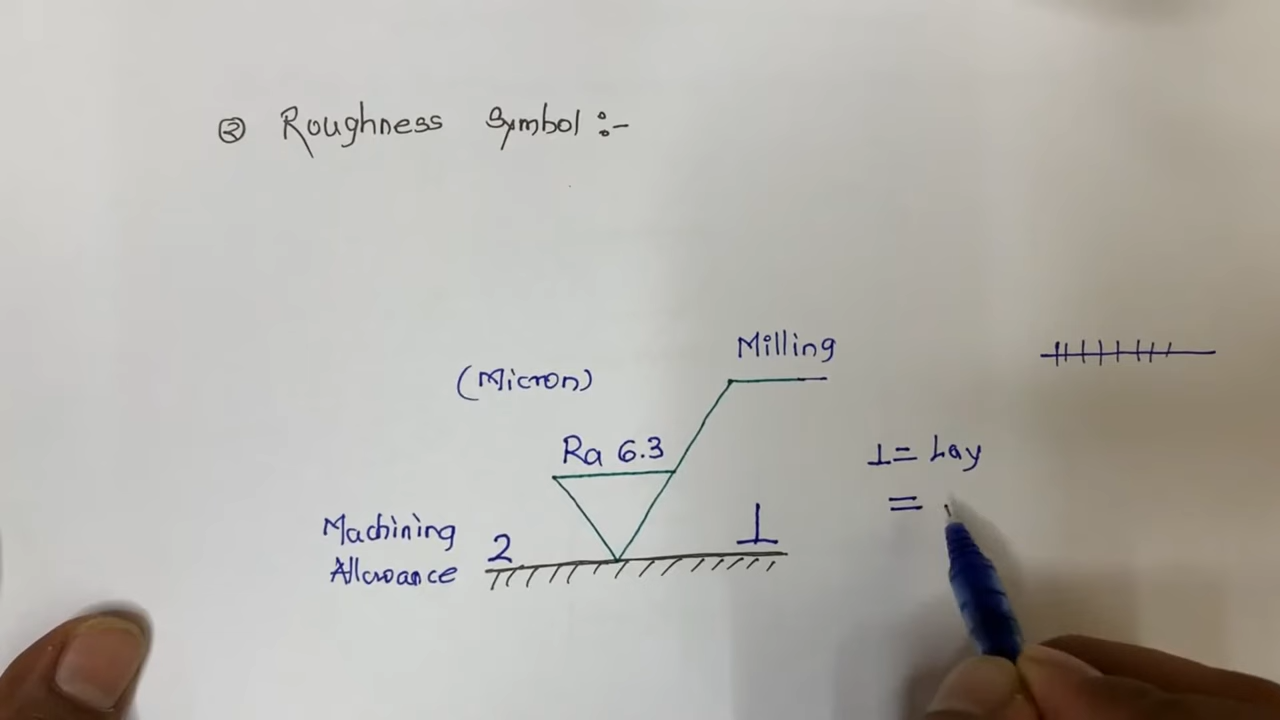 ② Roughness Symbol :-
Milling
(Micron)
Ra 6.3
⊥= Lay
=
Machining
Allowance
2
⊥